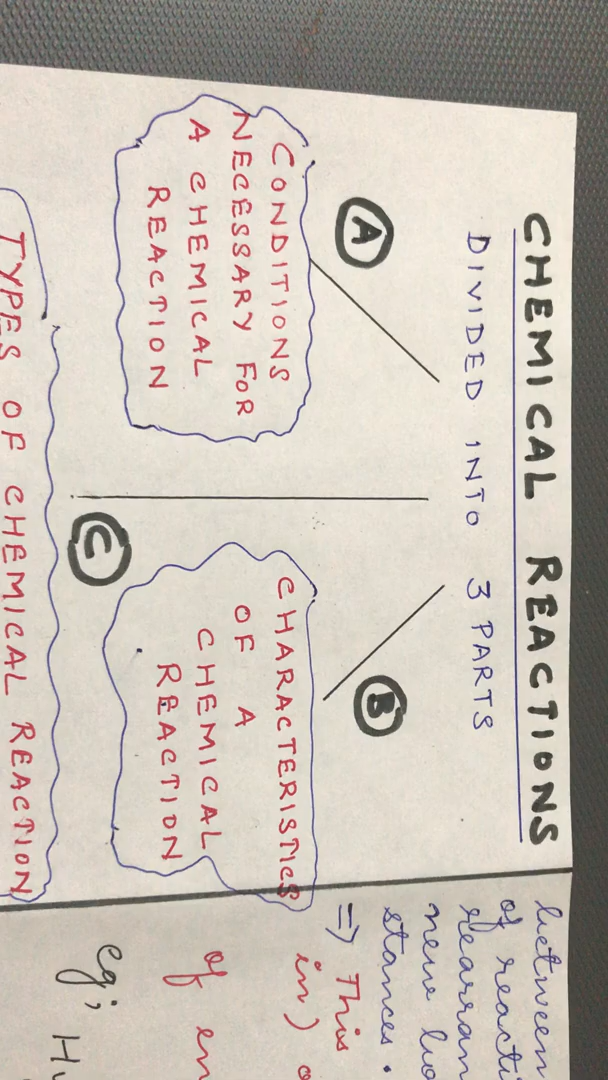 CHEMICAL REACTIONS
DIVIDED INTO 3 PARTS
A
CONDITIONS
NECESSARY FOR
A CHEMICAL
REACTION
B
CHARACTERISTICS
OF A
CHEMICAL
REACTION
C
TYPES OF CHEMICAL REACTION
between
of reacti
rearran
new
stances.
=> This
in)
of en
eg; H